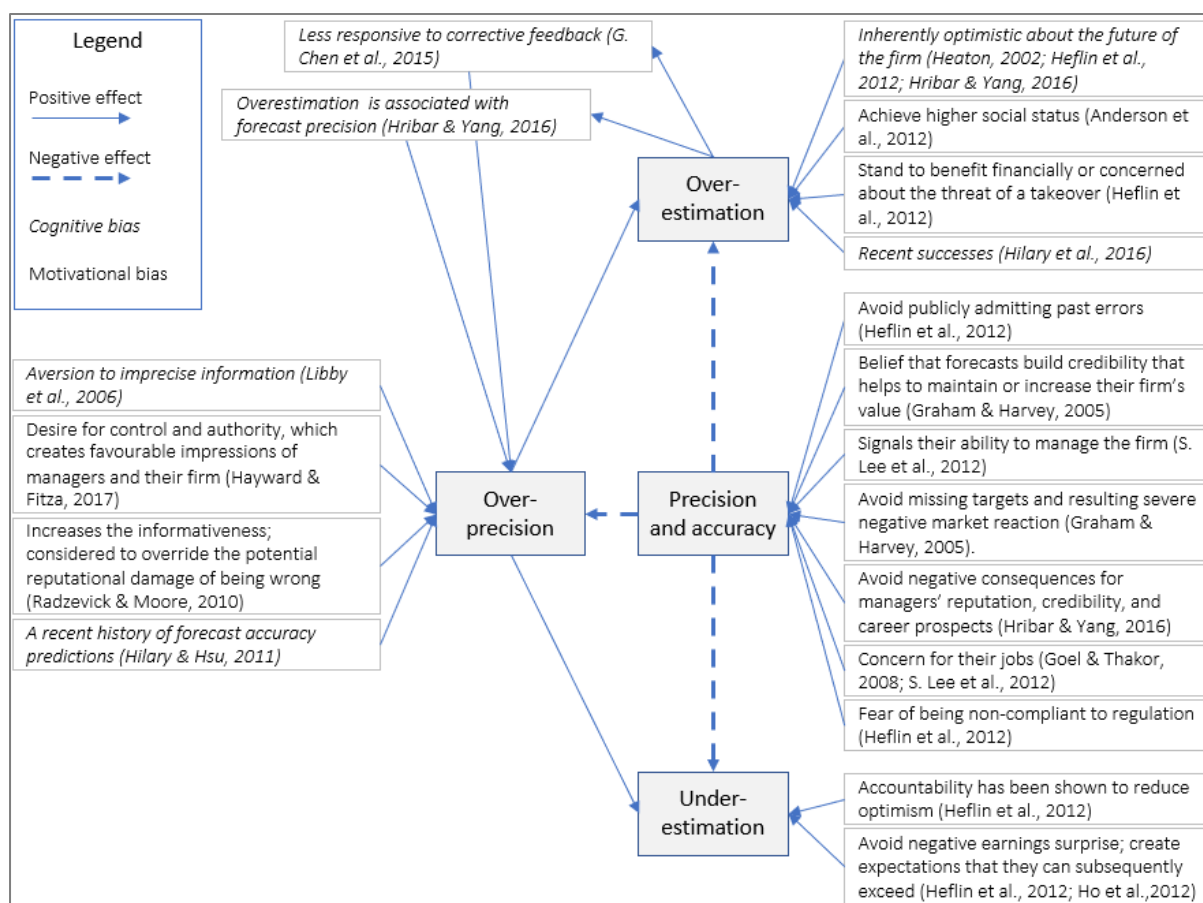 Legend
Positive effect
Negative effect
Cognitive bias
Motivational bias
Less responsive to corrective feedback (G.
Chen et al., 2015)
Overestimation  is associated with
forecast precision (Hribar & Yang, 2016)
Over-
estimation
Inherently optimistic about the future of
the firm (Heaton, 2002; Heflin et al.,
2012; Hribar & Yang, 2016)
Achieve higher social status (Anderson et
al., 2012)
Stand to benefit financially or concerned
about the threat of a takeover (Heflin et
al., 2012)
Recent successes (Hilary et al., 2016)
Aversion to imprecise information (Libby
et al., 2006)
Desire for control and authority, which
creates favourable impressions of
managers and their firm (Hayward &
Fitza, 2017)
Increases the informativeness;
considered to override the potential
reputational damage of being wrong
(Radzevick & Moore, 2010)
A recent history of forecast accuracy
predictions (Hilary & Hsu, 2011)
Over-
precision
Precision
and accuracy
Avoid publicly admitting past errors
(Heflin et al., 2012)
Belief that forecasts build credibility that
helps to maintain or increase their firm’s
value (Graham & Harvey, 2005)
Signals their ability to manage the firm (S.
Lee et al., 2012)
Avoid missing targets and resulting severe
negative market reaction (Graham &
Harvey, 2005).
Avoid negative consequences for
managers’ reputation, credibility, and
career prospects (Hribar & Yang, 2016)
Concern for their jobs (Goel & Thakor,
2008; S. Lee et al., 2012)
Fear of being non-compliant to regulation
(Heflin et al., 2012)
Under-
estimation
Accountability has been shown to reduce
optimism (Heflin et al., 2012)
Avoid negative earnings surprise; create
expectations that they can subsequently
exceed (Heflin et al., 2012; Ho et al.,2012)